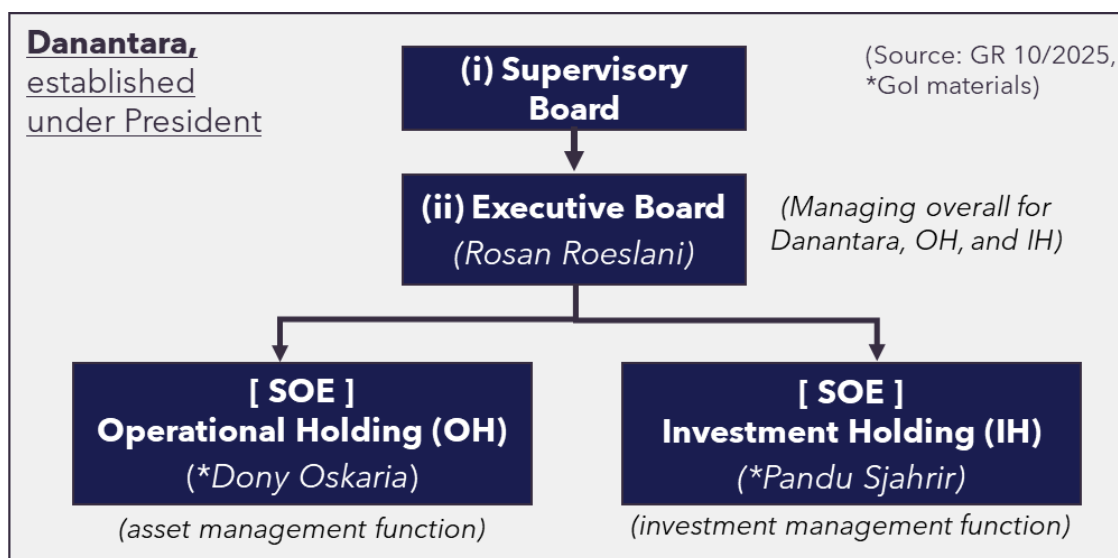 Danantara,
established
under President
(i) Supervisory
Board
(Source: GR 10/2025,
*GoI materials)
(ii) Executive Board
(Rosan Roeslani)
(Managing overall for
Danantara, OH, and IH)
[ SOE ]
Operational Holding (OH)
(*Dony Oskaria)
(asset management function)
[ SOE ]
Investment Holding (IH)
(*Pandu Sjahrir)
(investment management function)